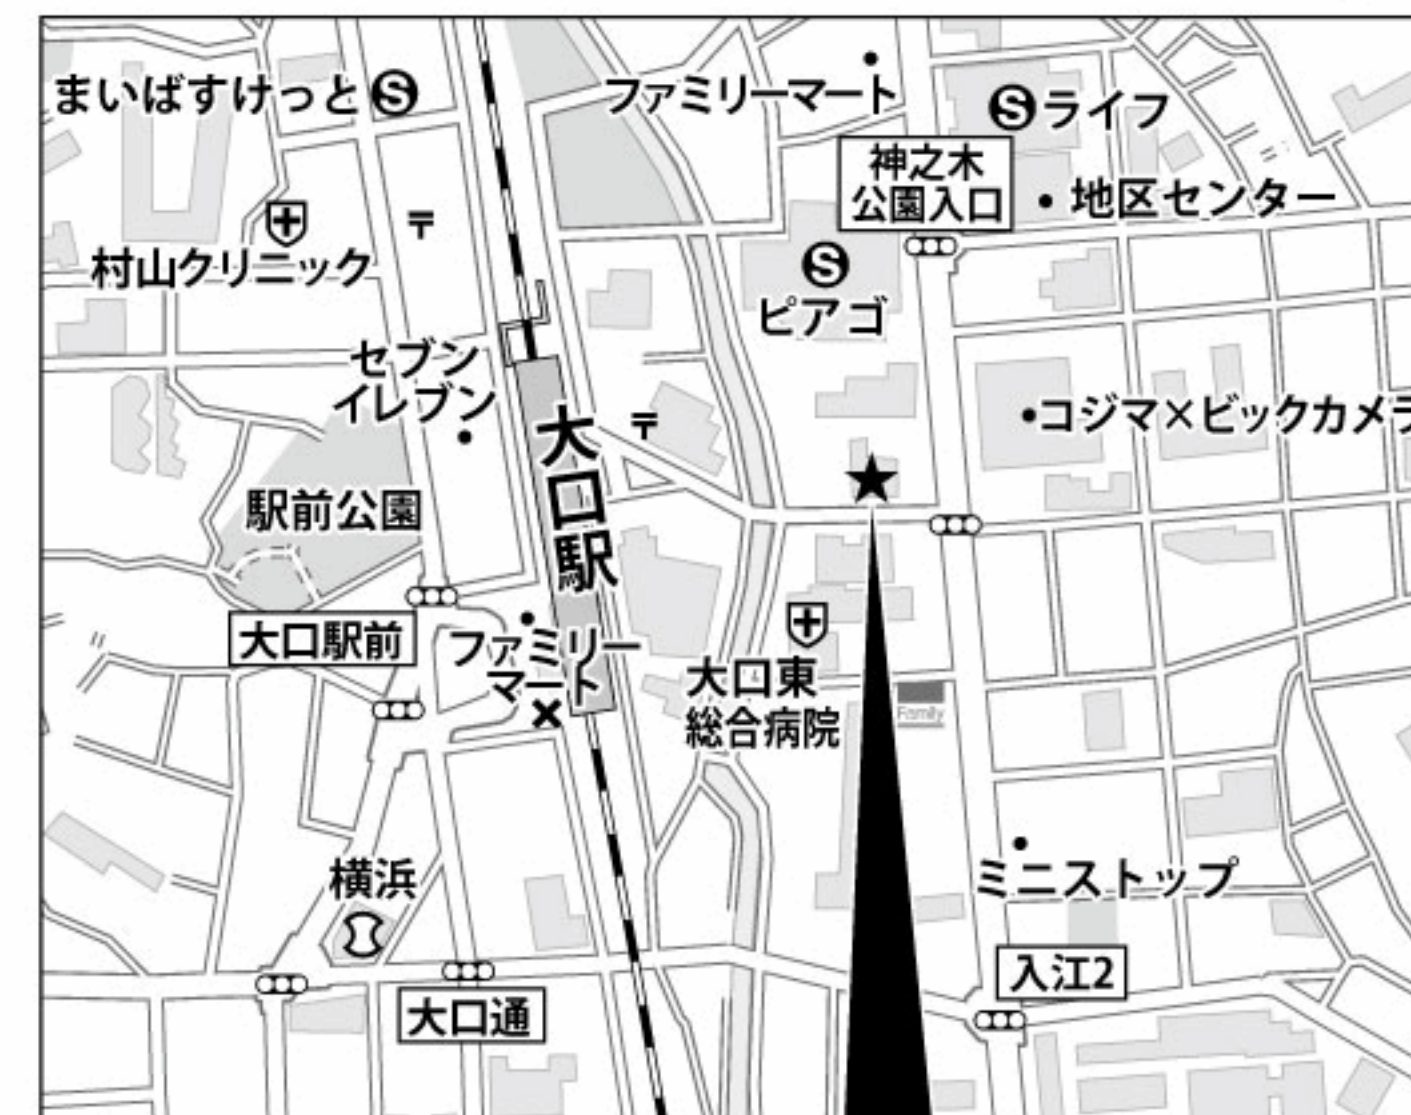 まいばすけっと
S
ファミリーマート
S
ライフ
神之木
公園入口
地区センター
〒
村山クリニック
S
ピアゴ
セブン
イレブン
コジマ×ビックカメラ
〒
大口駅
駅前公園
大口駅前
ファミリー
マート
大口東
総合病院
Family
横浜
ミニストップ
入江2
大口通